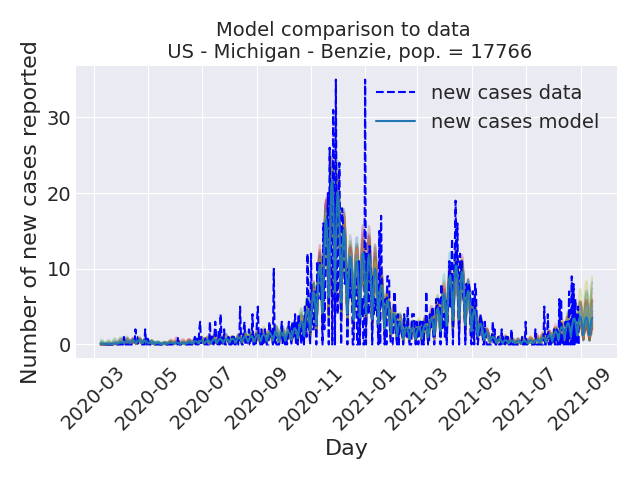 Model comparison to data
US - Michigan - Benzie, pop. = 17766
Number of new cases reported
30
20
10
0
new cases data
new cases model
2020-03
2020-05
2020-07
2020-09
2020-11
2021-01
2021-03
2021-05
2021-07
2021-09
Day